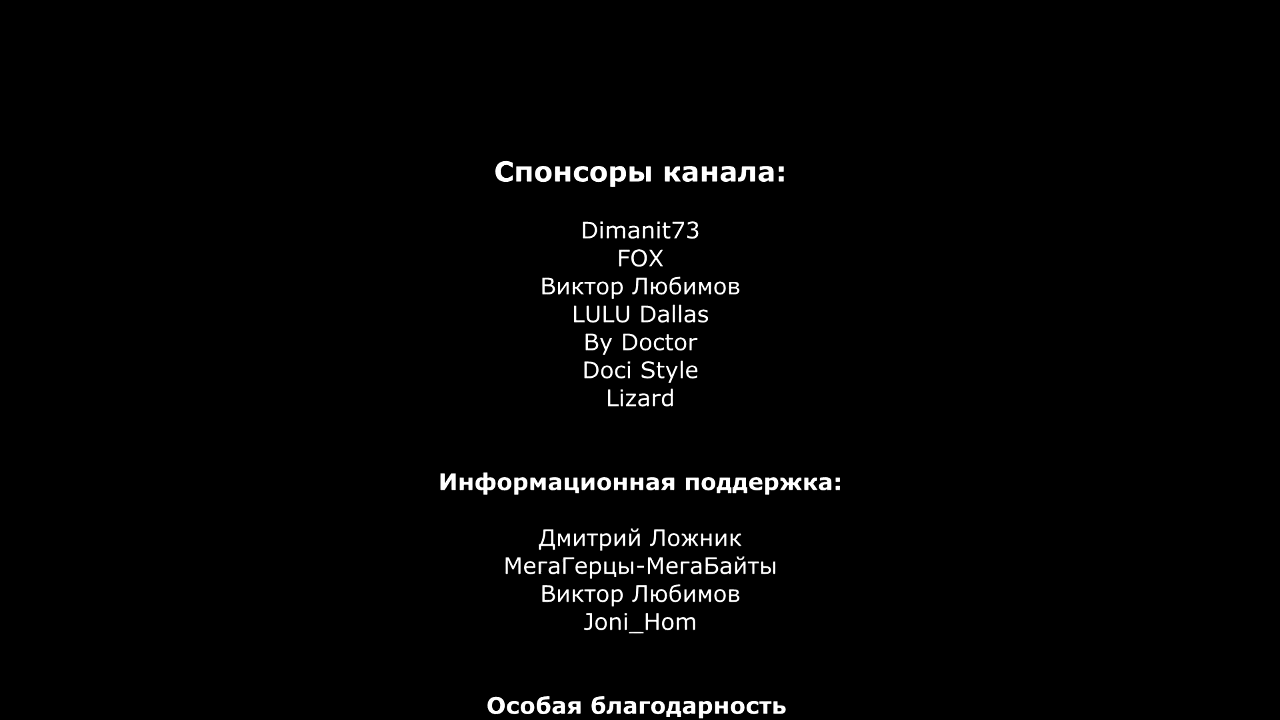 Спонсоры канала:
Dimanit73
FOX
Виктор Любимов
LULU Dallas
By Doctor
Doci Style
Lizard
Информационная поддержка:
Дмитрий Ложник
МегаГерцы-МегаБайты
Виктор Любимов
Joni_Hom
Особая благодарность